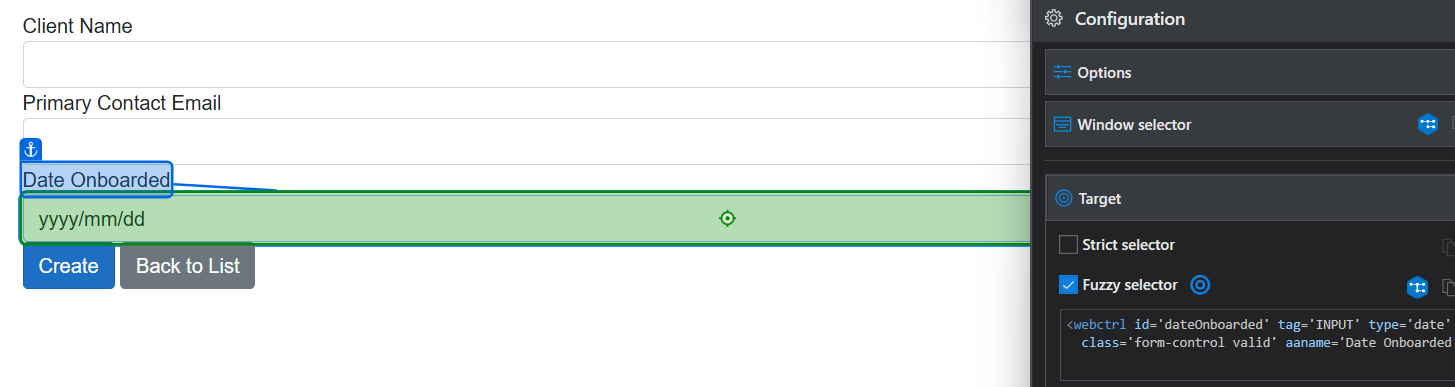 Client Name
Primary Contact Email
Date Onboarded
yyyy/mm/dd
Create
Back to List
Configuration
Options
Window selector
Target
Strict selector
Fuzzy selector
<webctrl id='dateOnboarded' tag='INPUT' type='date'
class='form-control valid' aaname='Date Onboarded